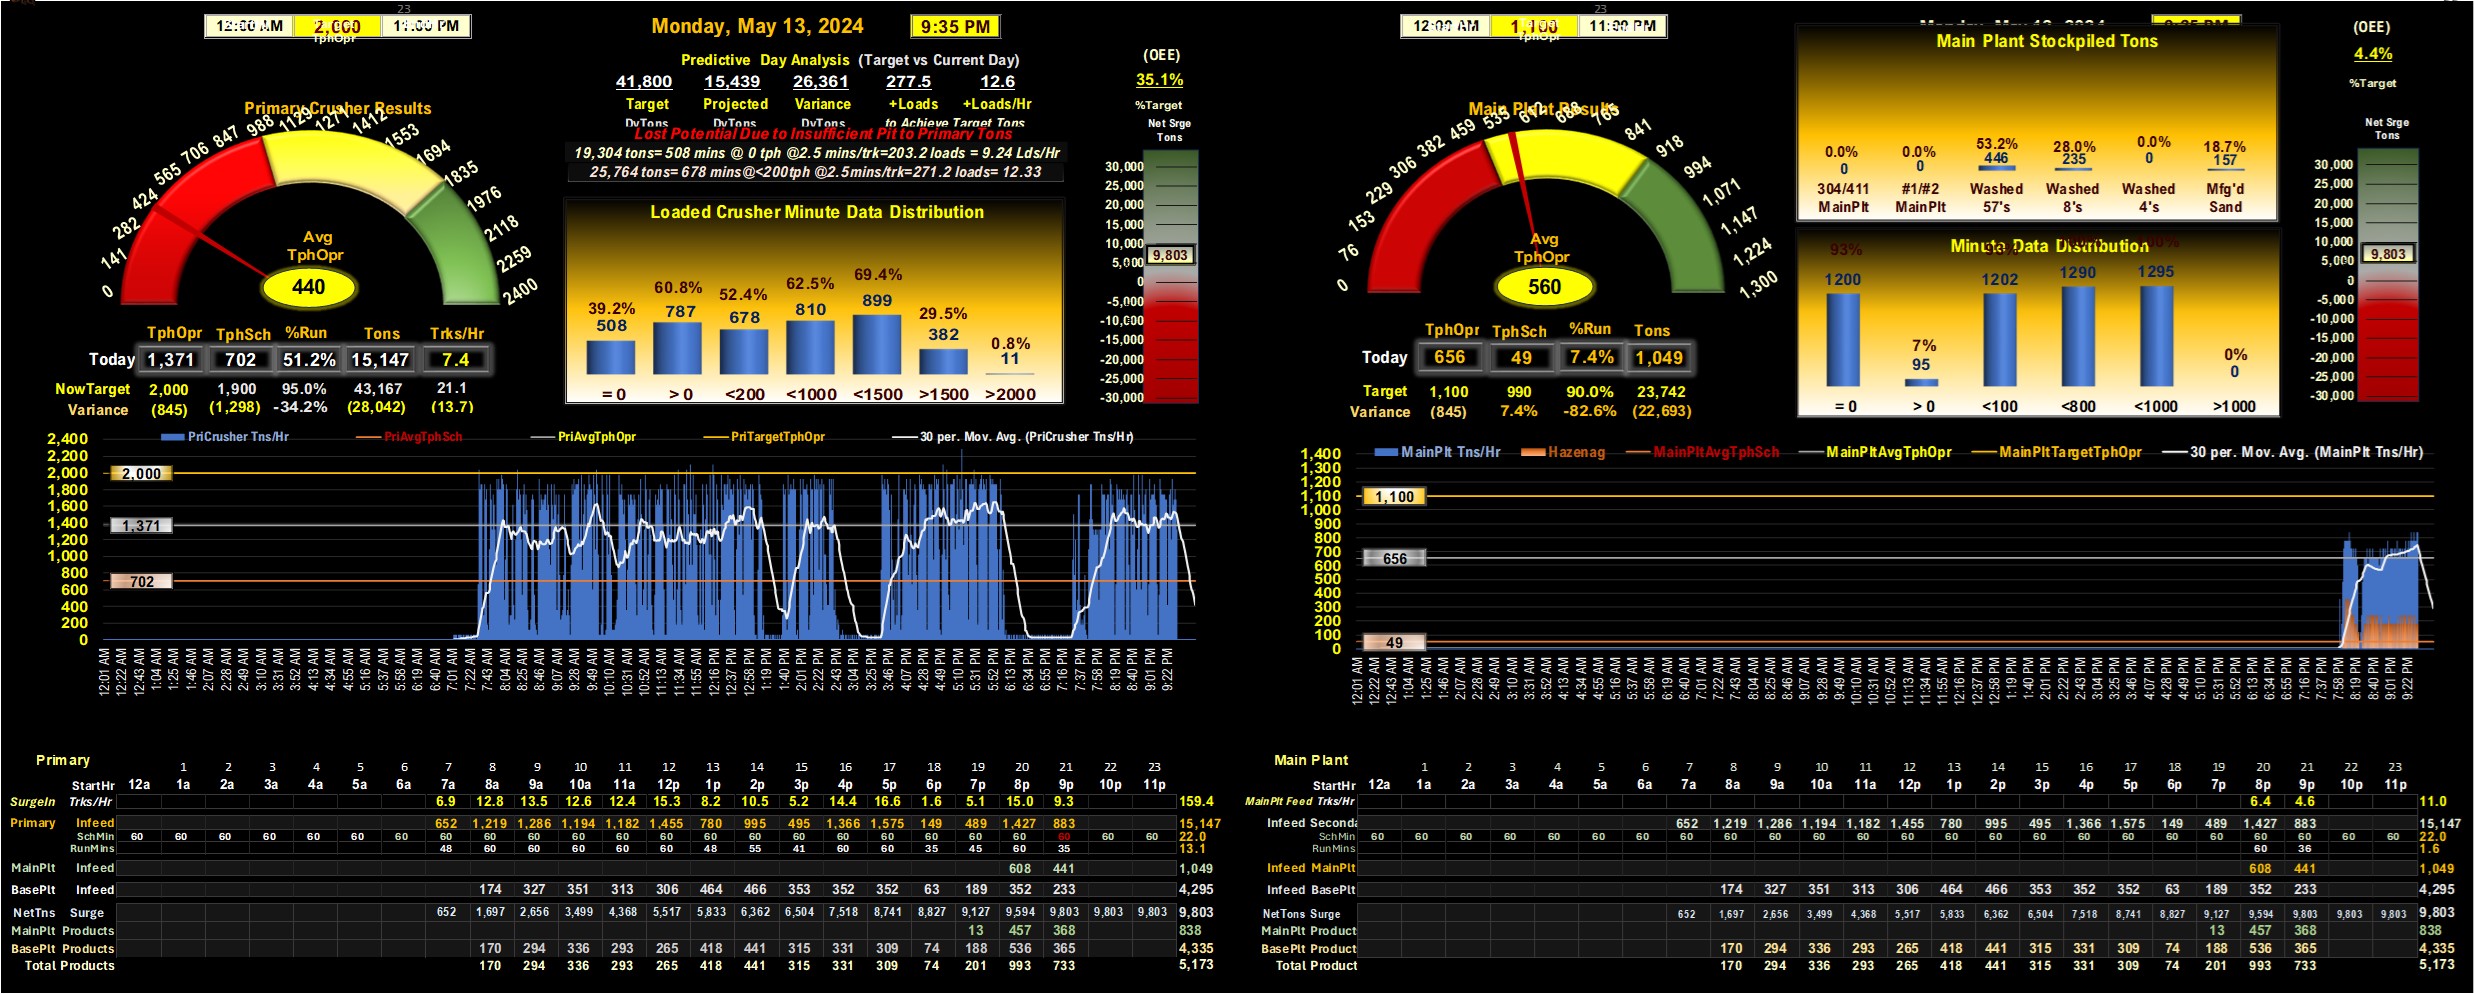 23
12:00 AM 2,000 11:00 PM
Target
TphOpr
Monday, May 13, 2024 9:35 PM
Predictive Day Analysis (Target vs Current Day)
41,800 15,439 26,361 277.5 12.6
Target Projected Variance +Loads +Loads/Hr
DyTons DyTons DyTons to Achieve Target Tons
Lost Potential Due to Insufficient Pit to Primary Tons
19,304 tons= 508 mins @ 0 tph @2.5 mins/trk=203.2 loads = 9.24 Lds/Hr
25,764 tons= 678 mins@<200tph @2.5mins/trk=271.2 loads= 12.33
(OEE)
35.1%
%Target
Net Srge
Tons
30,000
25,000
20,000
15,000
10,000
9,803
5,000
0
-5,000
-10,000
-15,000
-20,000
-25,000
-30,000
Primary Crusher Results
0 141 282 424 565 706 847 988 1129 1271 1412 1553 1694 1835 1976 2118 2259 2400
Avg
TphOpr
440
TphOpr TphSch %Run Tons Trks/Hr
Today 1,371 702 51.2% 15,147 7.4
NowTarget 2,000 1,900 95.0% 43,167 21.1
Variance (845) (1,298) -34.2% (28,042) (13.7)
Loaded Crusher Minute Data Distribution
39.2% 60.8% 52.4% 62.5% 69.4% 29.5% 0.8%
508 787 678 810 899 382 11
= 0 > 0 <200 <1000 <1500 >1500 >2000
PriCrusher Tns/Hr PriAvgTphSch PriAvgTphOpr PriTargetTphOpr 30 per. Mov. Avg. (PriCrusher Tns/Hr)
2,400
2,200
2,000 2,000
1,800
1,600
1,400 1,371
1,200
1,000
800 702
600
400
200
0
12:01 AM 12:22 AM 12:43 AM 1:04 AM 1:25 AM 1:46 AM 2:07 AM 2:28 AM 2:49 AM 3:10 AM 3:31 AM 3:52 AM 4:13 AM 4:34 AM 4:55 AM 5:16 AM 5:37 AM 5:58 AM 6:19 AM 6:40 AM 7:01 AM 7:22 AM 7:43 AM 8:04 AM 8:25 AM 8:46 AM 9:07 AM 9:28 AM 9:49 AM 10:10 AM 10:31 AM 10:52 AM 11:13 AM 11:34 AM 11:55 AM 12:16 PM 12:37 PM 12:58 PM 1:19 PM 1:40 PM 2:01 PM 2:22 PM 2:43 PM 3:04 PM 3:25 PM 3:46 PM 4:07 PM 4:28 PM 4:49 PM 5:10 PM 5:31 PM 5:52 PM 6:13 PM 6:34 PM 6:55 PM 7:16 PM 7:37 PM 7:58 PM 8:19 PM 8:40 PM 9:01 PM 9:22 PM
Primary
1 2 3 4 5 6 7 8 9 10 11 12 13 14 15 16 17 18 19 20 21 22 23
StartHr 12a 1a 2a 3a 4a 5a 6a 7a 8a 9a 10a 11a 12p 1p 2p 3p 4p 5p 6p 7p 8p 9p 10p 11p
SurgeIn Trks/Hr 6.9 12.8 13.5 12.6 12.4 15.3 8.2 10.5 5.2 14.4 16.6 1.6 5.1 15.0 9.3 159.4
Primary Infeed 652 1,219 1,286 1,194 1,182 1,455 780 995 495 1,366 1,575 149 489 1,427 883 15,147
SchMin 60 60 60 60 60 60 60 60 60 60 60 60 60 60 60 60 60 60 60 60 60 60 60 60 22.0
RunMins 48 60 60 60 60 60 48 55 41 60 60 35 45 60 35 13.1
MainPlt Infeed 608 441 1,049
BasePlt Infeed 174 327 351 313 306 464 466 353 352 352 63 189 352 233 4,295
NetTns Surge 652 1,697 2,656 3,499 4,368 5,517 5,833 6,362 6,504 7,518 8,741 8,827 9,127 9,594 9,803 9,803 9,803 9,803
MainPlt Products 13 457 368 838
BasePlt Products 170 294 336 293 265 418 441 315 331 309 74 188 536 365 4,335
Total Products 170 294 336 293 265 418 441 315 331 309 74 201 993 733 5,173
23
12:00 AM 1,100 11:00 PM
Target
TphOpr
Monday, May 13, 2024 9:35 PM
Main Plant Stockpiled Tons
0.0% 0.0% 53.2% 28.0% 0.0% 18.7%
0 0 446 235 0 157
304/411 #1/#2 Washed Washed Washed Mfg'd
MainPlt MainPlt 57's 8's 4's Sand
(OEE)
4.4%
%Target
Net Srge
Tons
30,000
25,000
20,000
15,000
10,000
9,803
5,000
0
-5,000
-10,000
-15,000
-20,000
-25,000
-30,000
Main Plant Results
0 76 153 229 306 382 459 535 612 688 765 841 918 994 1,071 1,147 1,224 1,300
Avg
TphOpr
560
TphOpr TphSch %Run Tons
Today 656 49 7.4% 1,049
Target 1,100 990 90.0% 23,742
Variance (845) 7.4% -82.6% (22,693)
Minute Data Distribution
93% 7% 0%
1200 95 1202 1290 1295 0
= 0 > 0 <100 <800 <1000 >1000
MainPlt Tns/Hr Hazenag MainPltAvgTphSch MainPltAvgTphOpr MainPltTargetTphOpr 30 per. Mov. Avg. (MainPlt Tns/Hr)
1,400
1,300
1,200
1,100 1,100
1,000
900
800
700
656
600
500
400
300
200
100 49
0
12:01 AM 12:22 AM 12:43 AM 1:04 AM 1:25 AM 1:46 AM 2:07 AM 2:28 AM 2:49 AM 3:10 AM 3:31 AM 3:52 AM 4:13 AM 4:34 AM 4:55 AM 5:16 AM 5:37 AM 5:58 AM 6:19 AM 6:40 AM 7:01 AM 7:22 AM 7:43 AM 8:04 AM 8:25 AM 8:46 AM 9:07 AM 9:28 AM 9:49 AM 10:10 AM 10:31 AM 10:52 AM 11:13 AM 11:34 AM 11:55 AM 12:16 PM 12:37 PM 12:58 PM 1:19 PM 1:40 PM 2:01 PM 2:22 PM 2:43 PM 3:04 PM 3:25 PM 3:46 PM 4:07 PM 4:28 PM 4:49 PM 5:10 PM 5:31 PM 5:52 PM 6:13 PM 6:34 PM 6:55 PM 7:16 PM 7:37 PM 7:58 PM 8:19 PM 8:40 PM 9:01 PM 9:22 PM
Main Plant
1 2 3 4 5 6 7 8 9 10 11 12 13 14 15 16 17 18 19 20 21 22 23
StartHr 12a 1a 2a 3a 4a 5a 6a 7a 8a 9a 10a 11a 12p 1p 2p 3p 4p 5p 6p 7p 8p 9p 10p 11p
MainPlt Feed Trks/Hr 6.4 4.6 11.0
Infeed Seconda 652 1,219 1,286 1,194 1,182 1,455 780 995 495 1,366 1,575 149 489 1,427 883 15,147
SchMin 60 60 60 60 60 60 60 60 60 60 60 60 60 60 60 60 60 60 60 60 60 60 60 60 22.0
RunMins 60 36 1.6
Infeed MainPlt 608 441 1,049
Infeed BasePlt 174 327 351 313 306 464 466 353 352 352 63 189 352 233 4,295
NetTons Surge 652 1,697 2,656 3,499 4,368 5,517 5,833 6,362 6,504 7,518 8,741 8,827 9,127 9,594 9,803 9,803 9,803 9,803
MainPlt Product 13 457 368 838
BasePlt Product 170 294 336 293 265 418 441 315 331 309 74 188 536 365 4,335
Total Product 170 294 336 293 265 418 441 315 331 309 74 201 993 733 5,173